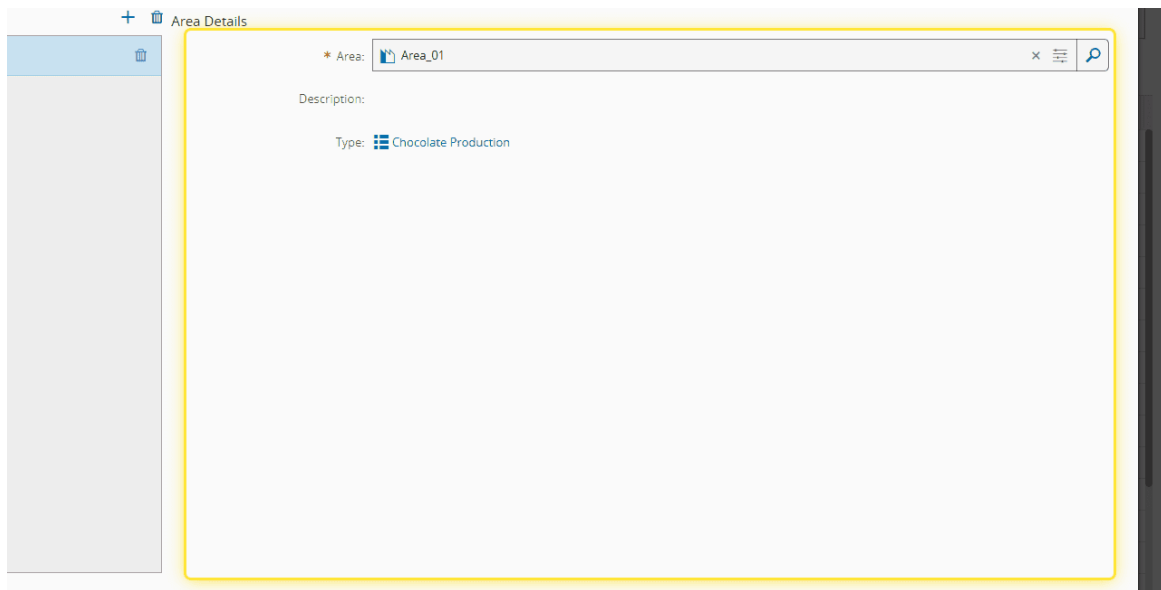 Area Details
* Area: Area_01
Description:
Type: Chocolate Production